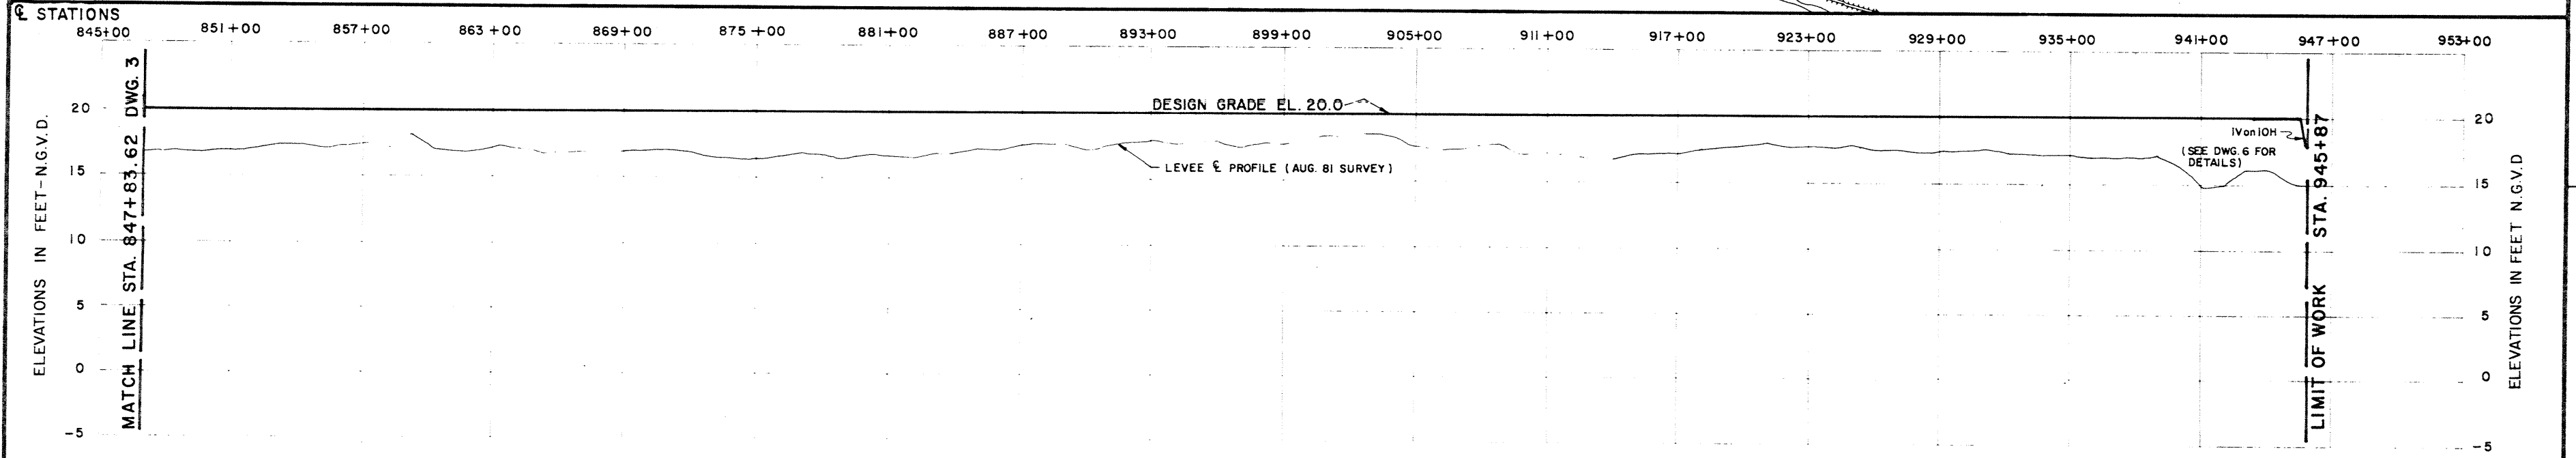 ℄ STATIONS
845+00 851+00 857+00 863+00 869+00 875+00 881+00 887+00 893+00 899+00 905+00 911+00 917+00 923+00 929+00 935+00 941+00 947+00 953+00
ELEVATIONS IN FEET-N.G.V.D.
20
15
10
5
0
-5
MATCH LINE STA. 847+83.62 DWG. 3
DESIGN GRADE EL. 20.0
LEVEE ℄ PROFILE (AUG. 81 SURVEY)
1V on 10H
(SEE DWG. 6 FOR
DETAILS)
LIMIT OF WORK STA. 945+87
20
15
10
5
0
-5
ELEVATIONS IN FEET N.G.V.D